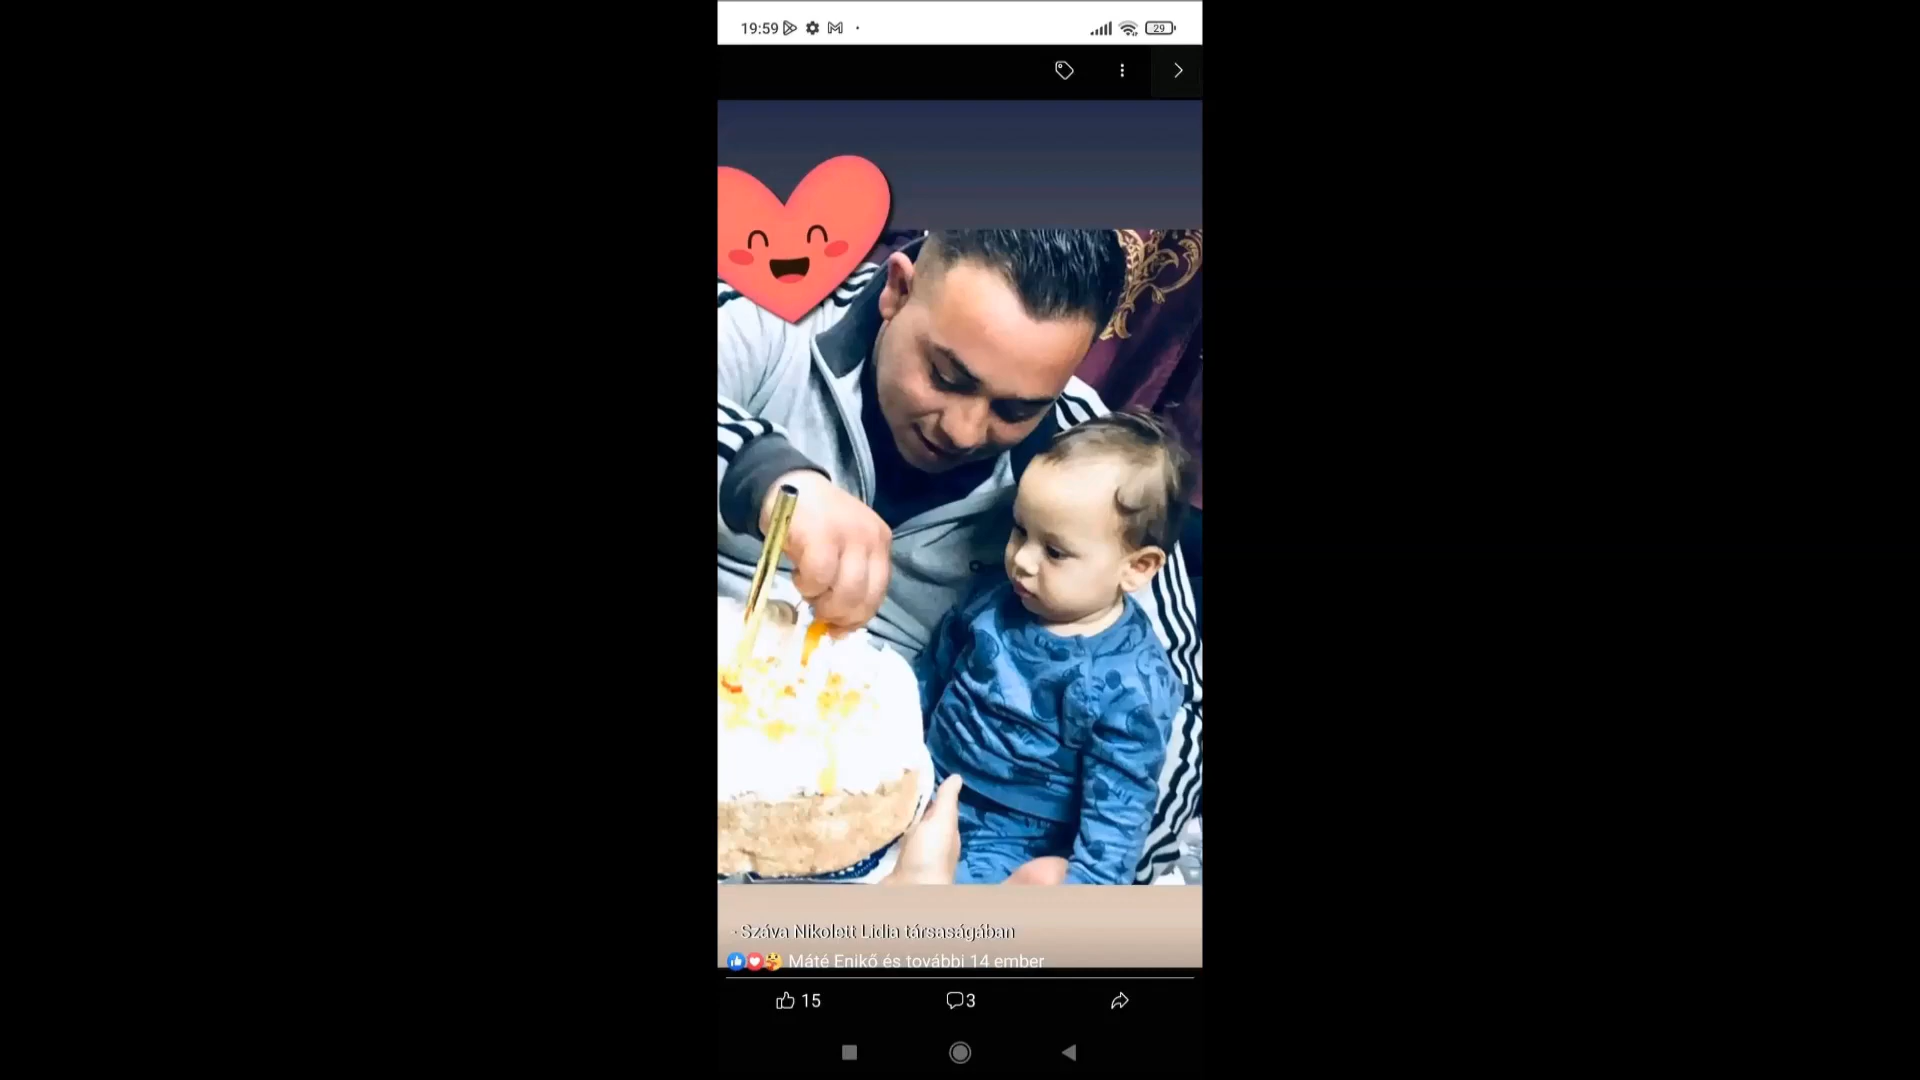 19:59
29
- Száva Nikolett Lidia társaságában
Máté Enikő és további 14 ember
15
3